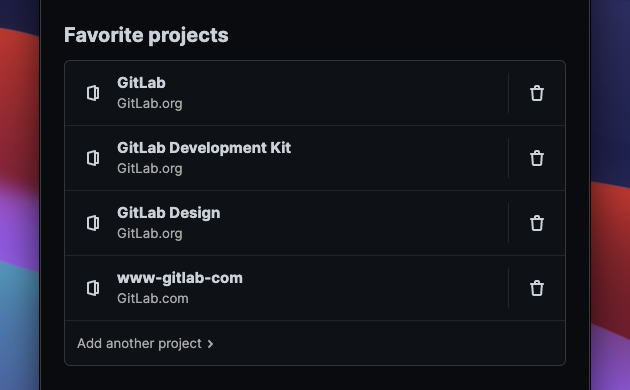 Favorite projects
GitLab
GitLab.org
GitLab Development Kit
GitLab.org
GitLab Design
GitLab.org
www-gitlab-com
GitLab.com
Add another project